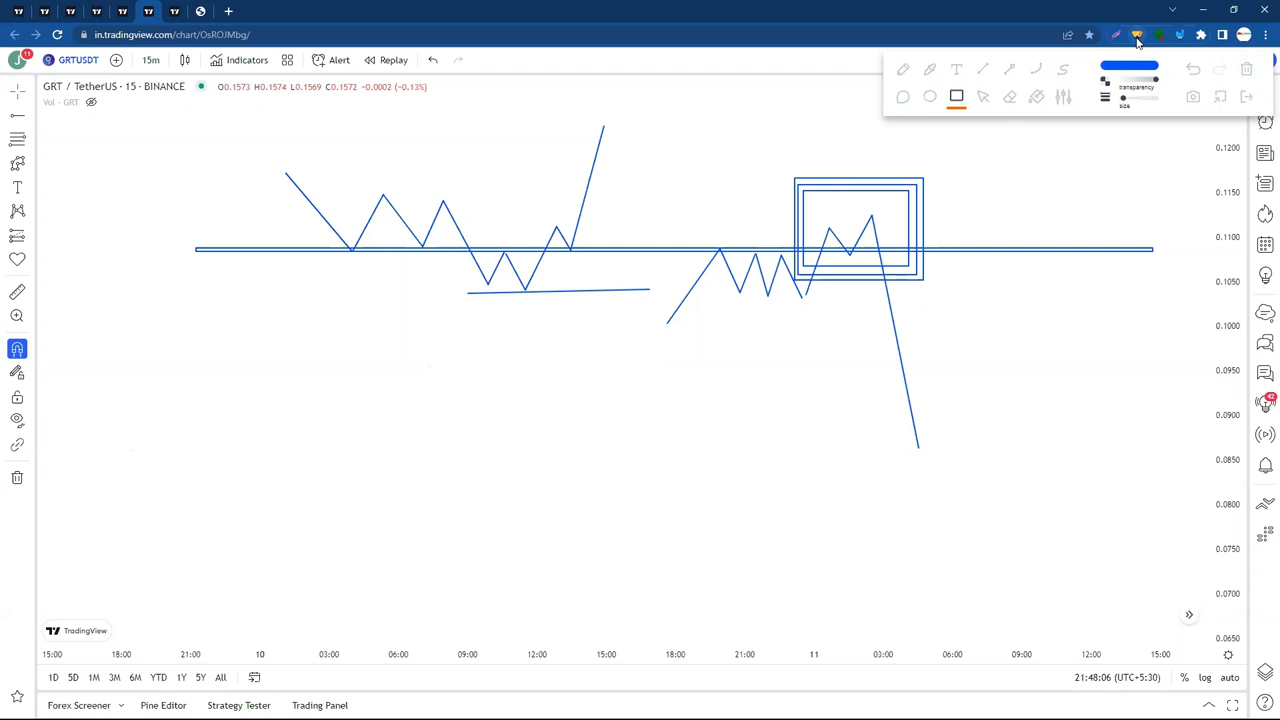 in.tradingview.com/chart/OsROJMbg/
J 11 GRTUSDT 15m Indicators Alert Replay
GRT / TetherUS · 15 · BINANCE O0.1573 H0.1574 L0.1569 C0.1572 -0.0002 (-0.13%)
Vol · GRT
transparency
size
0.1200
0.1150
0.1100
0.1050
0.1000
0.0950
0.0900
0.0850
0.0800
0.0750
0.0700
0.0650
42
TradingView
15:00 18:00 21:00 10 03:00 06:00 09:00 12:00 15:00 18:00 21:00 11 03:00 06:00 09:00 12:00 15:00
1D 5D 1M 3M 6M YTD 1Y 5Y All 21:48:06 (UTC+5:30) % log auto
Forex Screener Pine Editor Strategy Tester Trading Panel